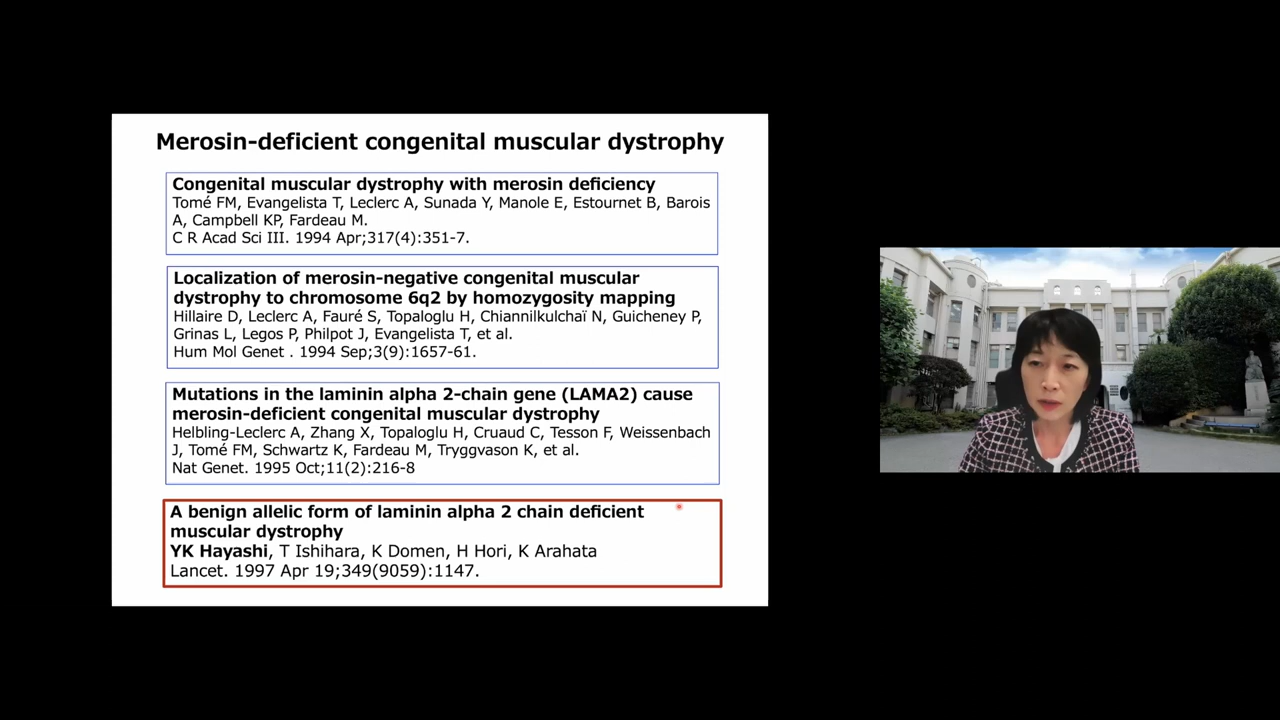 Merosin-deficient congenital muscular dystrophy
Congenital muscular dystrophy with merosin deficiency
Tomé FM, Evangelista T, Leclerc A, Sunada Y, Manole E, Estournet B, Barois
A, Campbell KP, Fardeau M.
C R Acad Sci III. 1994 Apr;317(4):351-7.
Localization of merosin-negative congenital muscular
dystrophy to chromosome 6q2 by homozygosity mapping
Hillaire D, Leclerc A, Fauré S, Topaloglu H, Chiannilkulchaï N, Guicheney P,
Grinas L, Legos P, Philpot J, Evangelista T, et al.
Hum Mol Genet . 1994 Sep;3(9):1657-61.
Mutations in the laminin alpha 2-chain gene (LAMA2) cause
merosin-deficient congenital muscular dystrophy
Helbling-Leclerc A, Zhang X, Topaloglu H, Cruaud C, Tesson F, Weissenbach
J, Tomé FM, Schwartz K, Fardeau M, Tryggvason K, et al.
Nat Genet. 1995 Oct;11(2):216-8
A benign allelic form of laminin alpha 2 chain deficient
muscular dystrophy
YK Hayashi, T Ishihara, K Domen, H Hori, K Arahata
Lancet. 1997 Apr 19;349(9059):1147.